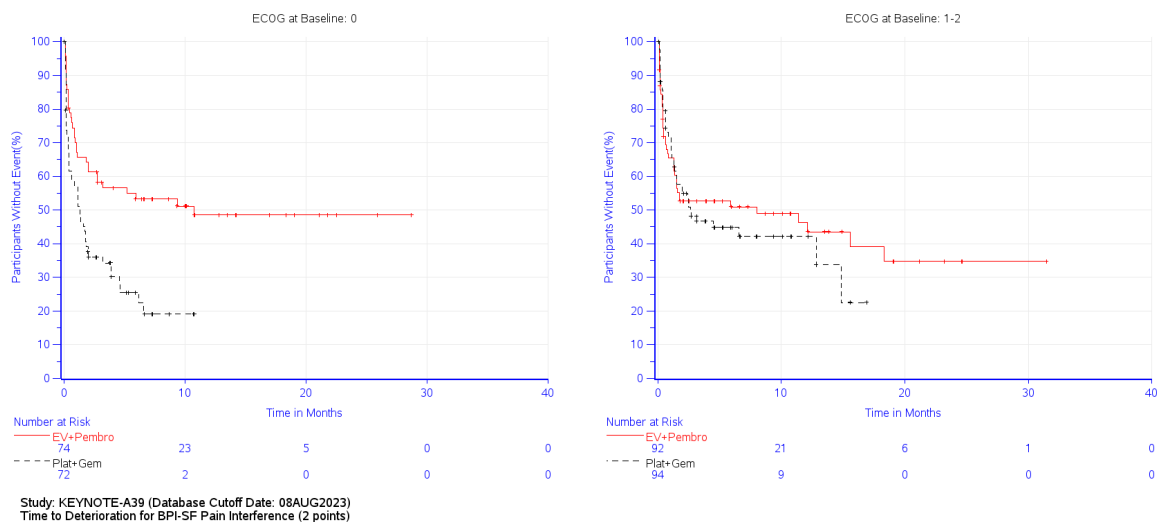 ECOG at Baseline: 0
Participants Without Event(%)
100
90
80
70
60
50
40
30
20
10
0
0 10 20 30 40
Time in Months
Number at Risk
EV+Pembro
74 23 5 0 0
Plat+Gem
72 2 0 0 0
ECOG at Baseline: 1-2
Participants Without Event(%)
100
90
80
70
60
50
40
30
20
10
0
0 10 20 30 40
Time in Months
Number at Risk
EV+Pembro
92 21 6 1 0
Plat+Gem
94 9 0 0 0
Study: KEYNOTE-A39 (Database Cutoff Date: 08AUG2023)
Time to Deterioration for BPI-SF Pain Interference (2 points)